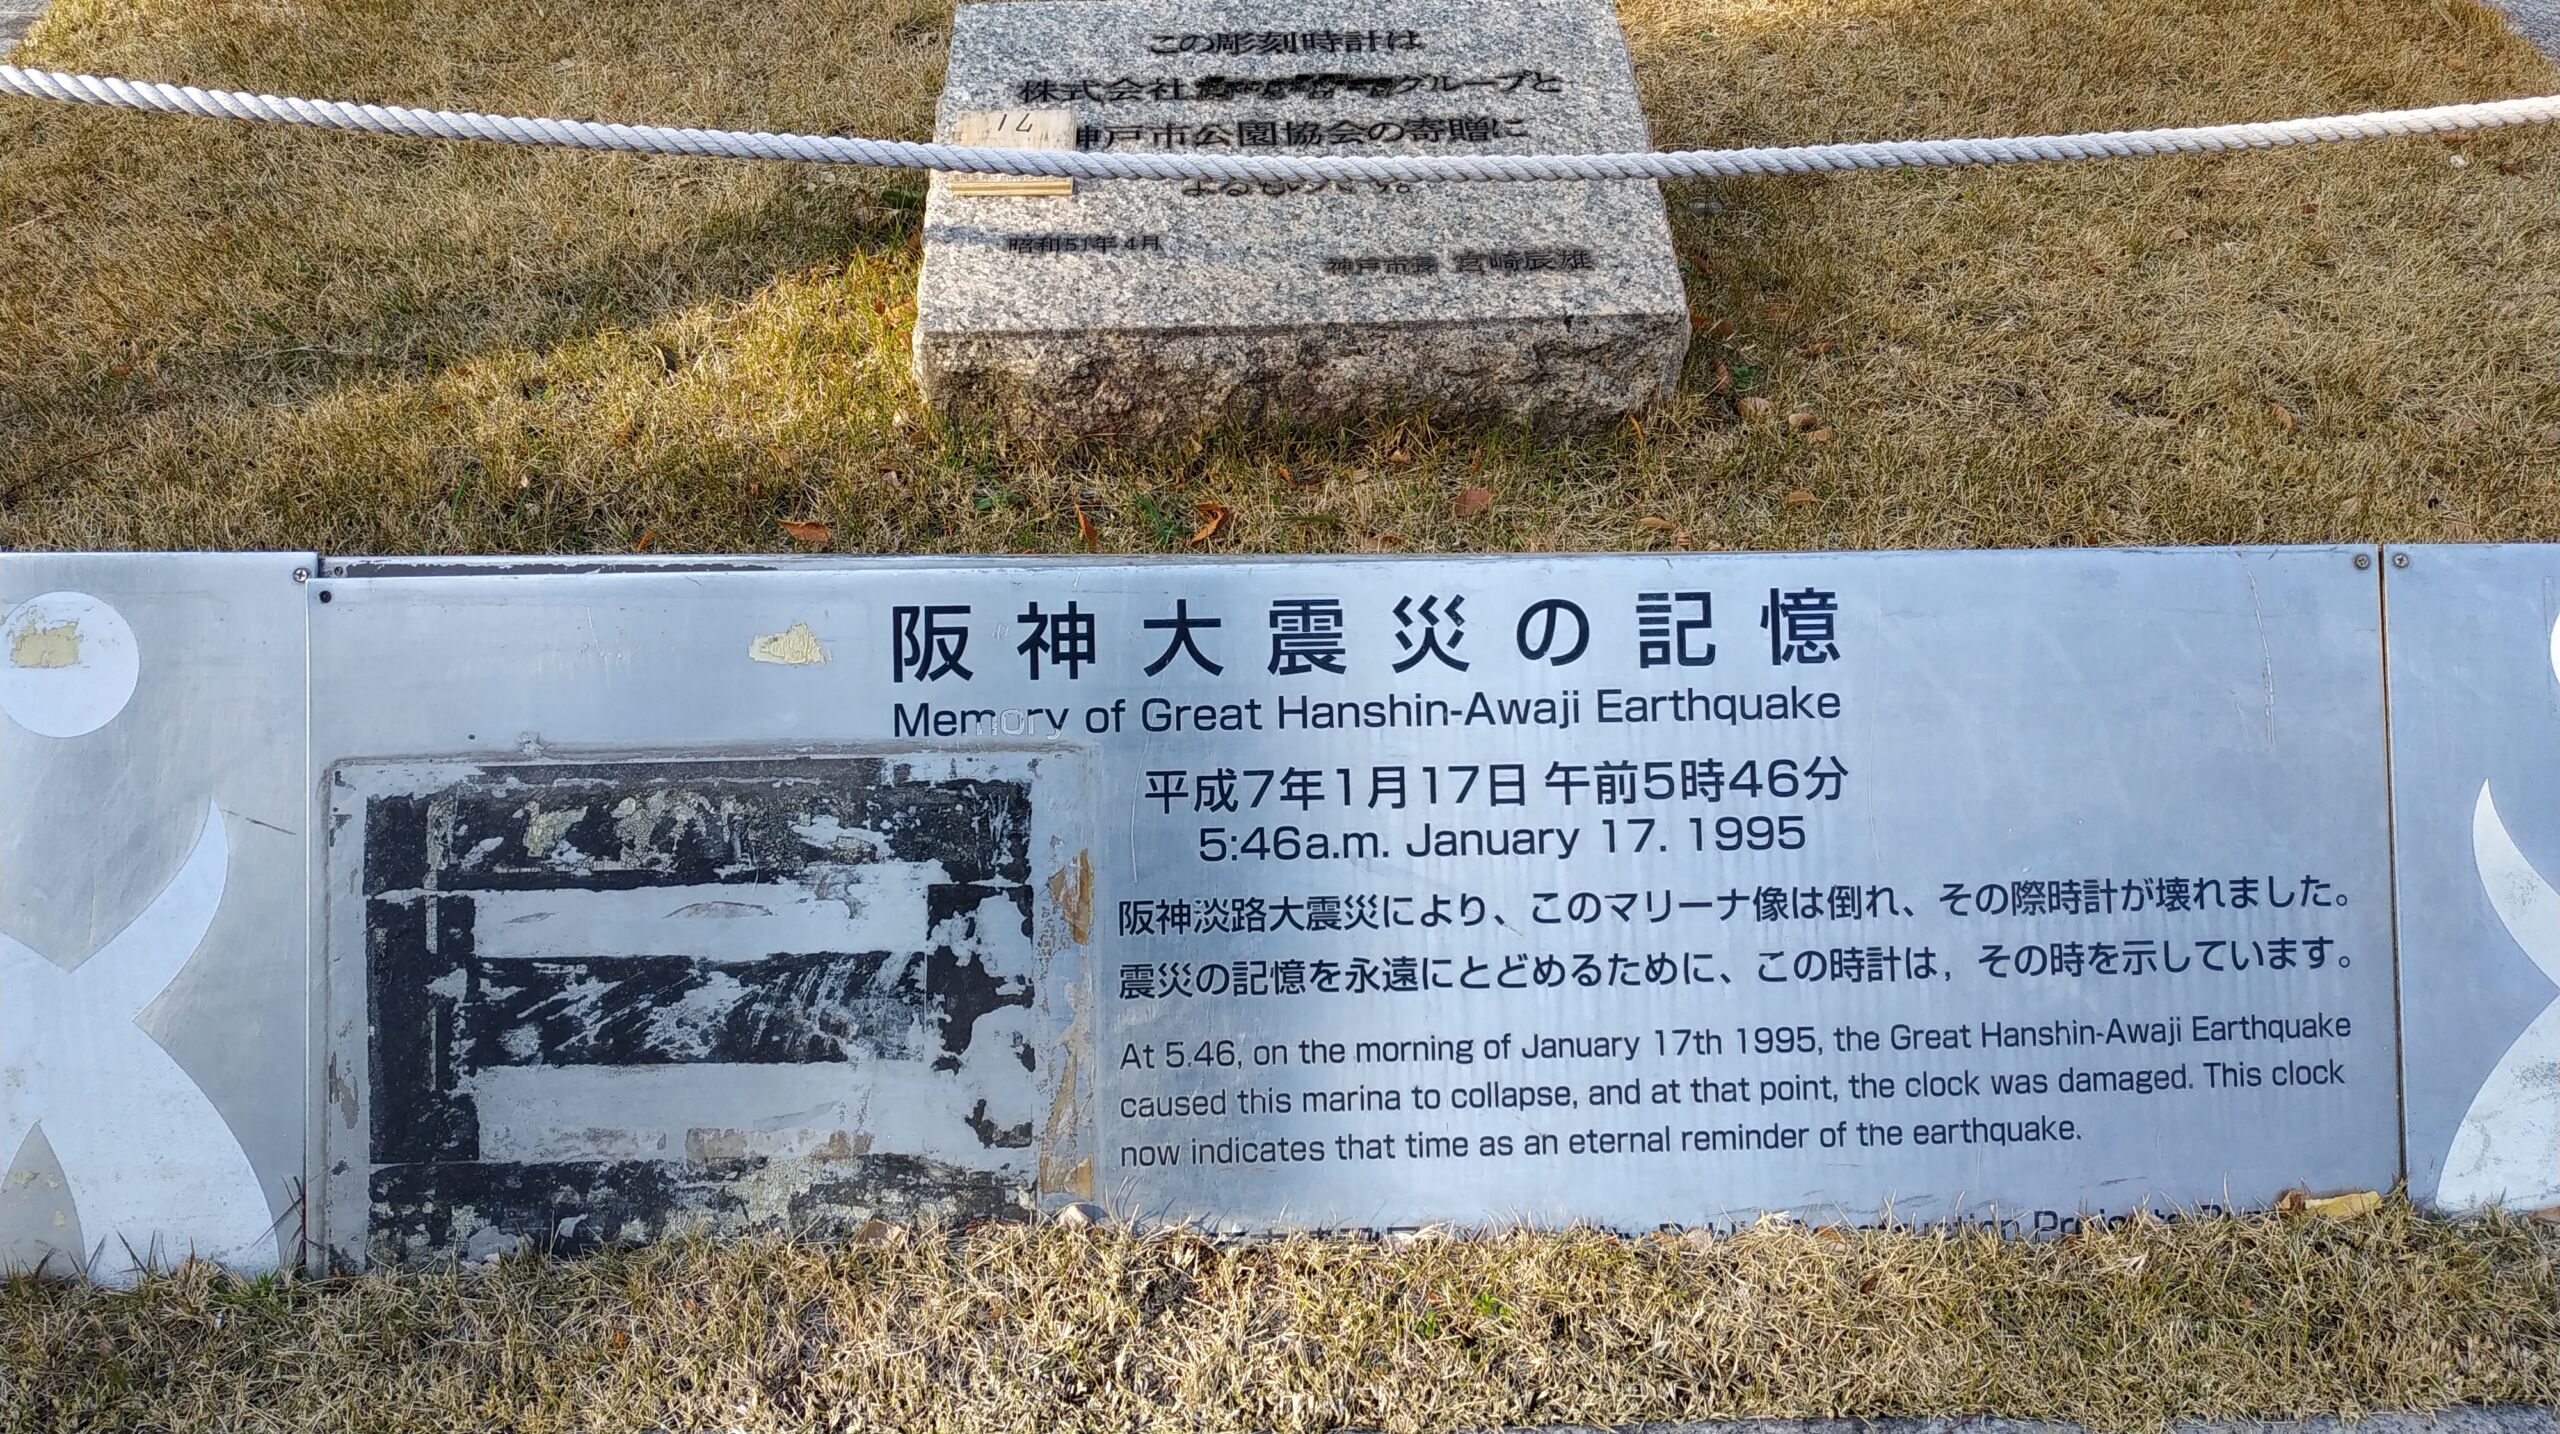 この彫刻時計は
株式会社 グループと
神戸市公園協会の寄贈に
昭和51年4月
神戸市長 宮崎辰雄
阪神大震災の記憶
Memory of Great Hanshin-Awaji Earthquake
平成7年1月17日 午前5時46分
5:46a.m. January 17. 1995
阪神淡路大震災により、このマリーナ像は倒れ、その際時計が壊れました。
震災の記憶を永遠にとどめるために、この時計は，その時を示しています。
At 5.46, on the morning of January 17th 1995, the Great Hanshin-Awaji Earthquake
caused this marina to collapse, and at that point, the clock was damaged. This clock
now indicates that time as an eternal reminder of the earthquake.